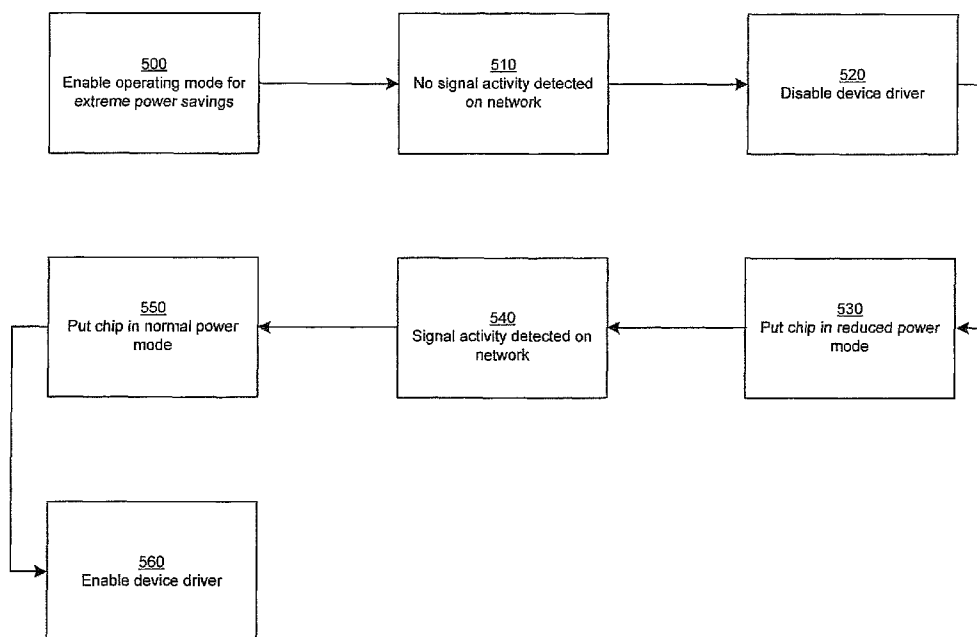 500
Enable operating mode for
extreme power savings
510
No signal activity detected
on network
520
Disable device driver
550
Put chip in normal power
mode
540
Signal activity detected on
network
530
Put chip in reduced power
mode
560
Enable device driver